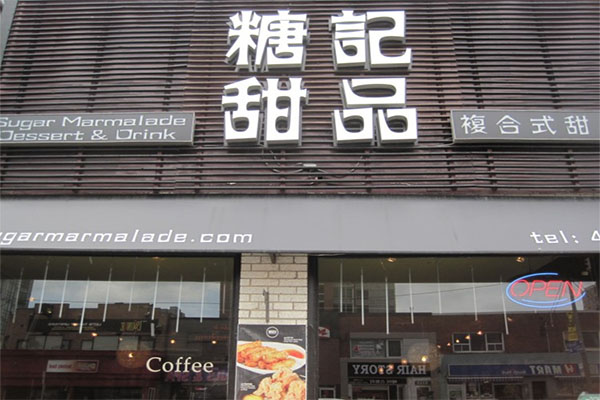 糖記
甜品
Sugar Marmalade
Dessert & Drink
複合式甜
garmarmalade.com
tel: 4
OPEN
Coffee
HAIR STORY
MART